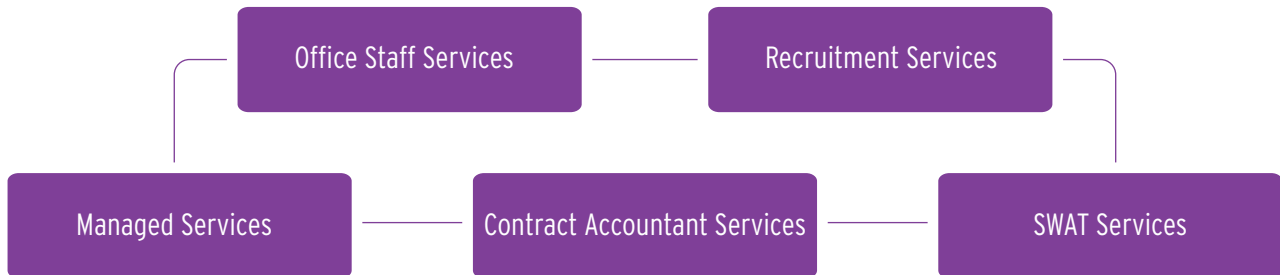 Office Staff Services
Recruitment Services
Managed Services
Contract Accountant Services
SWAT Services